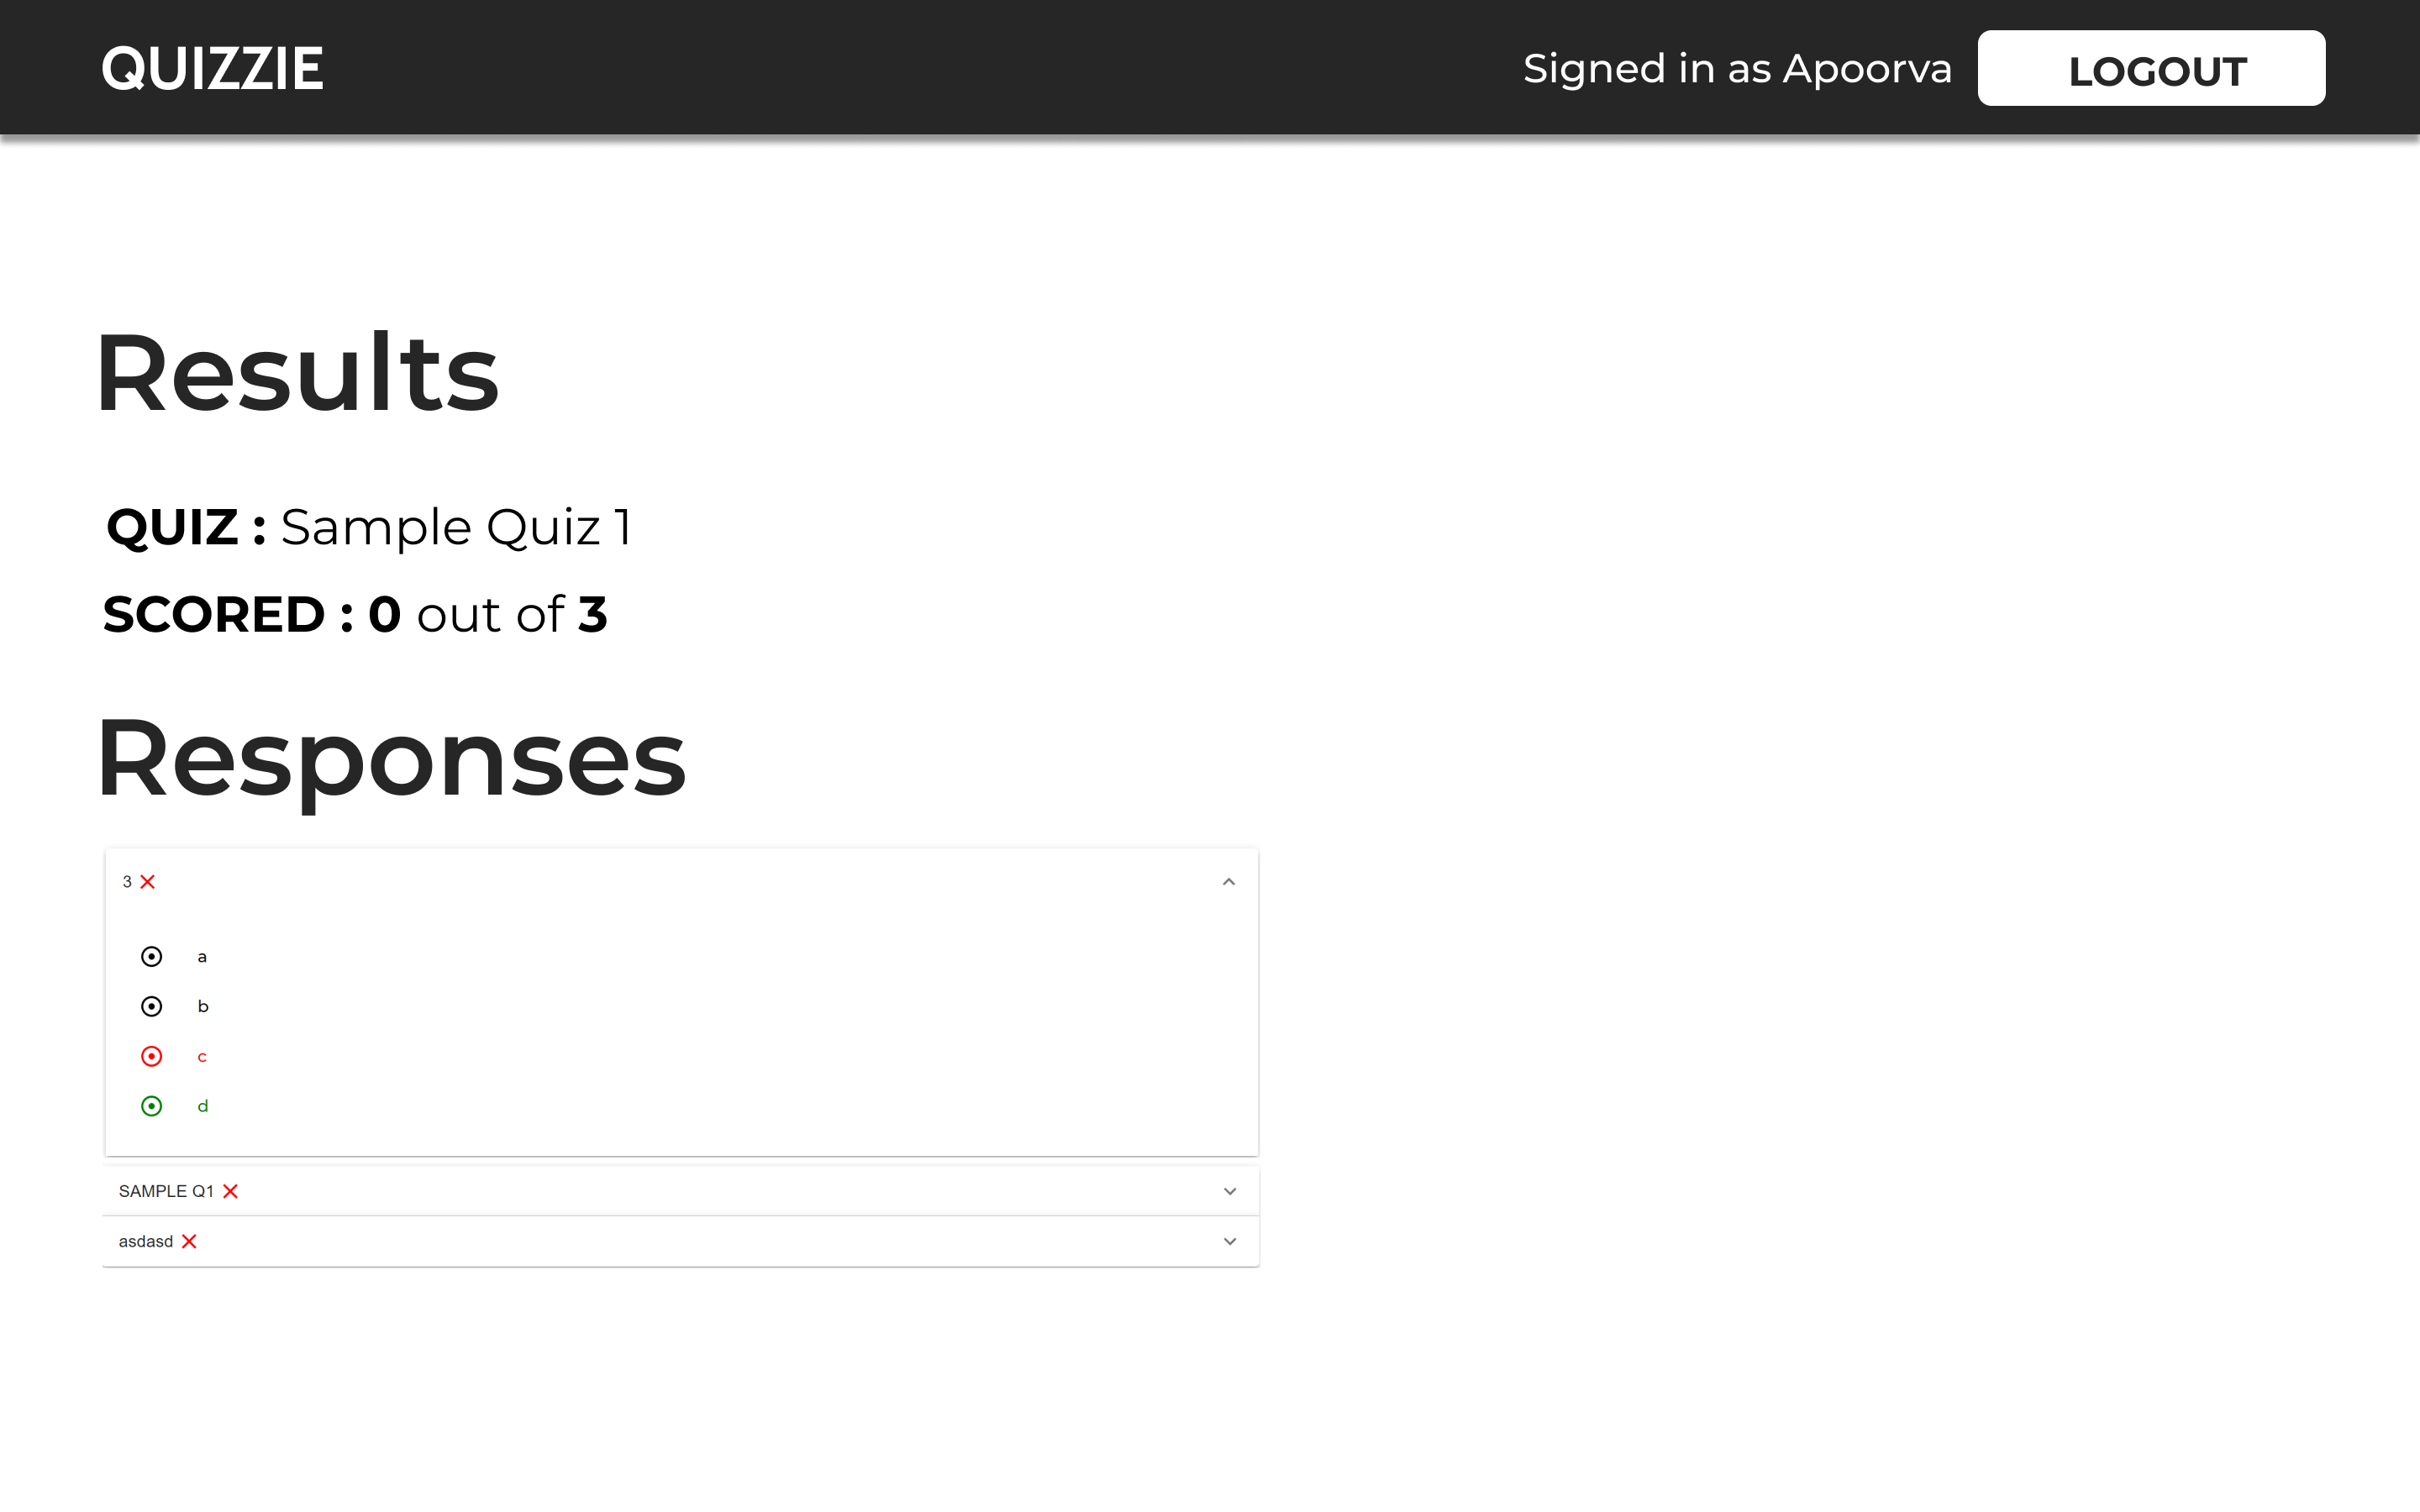 QUIZZIE
Signed in as Apoorva
LOGOUT
Results
QUIZ : Sample Quiz 1
SCORED : 0 out of 3
Responses
3
a
b
c
d
SAMPLE Q1
asdasd